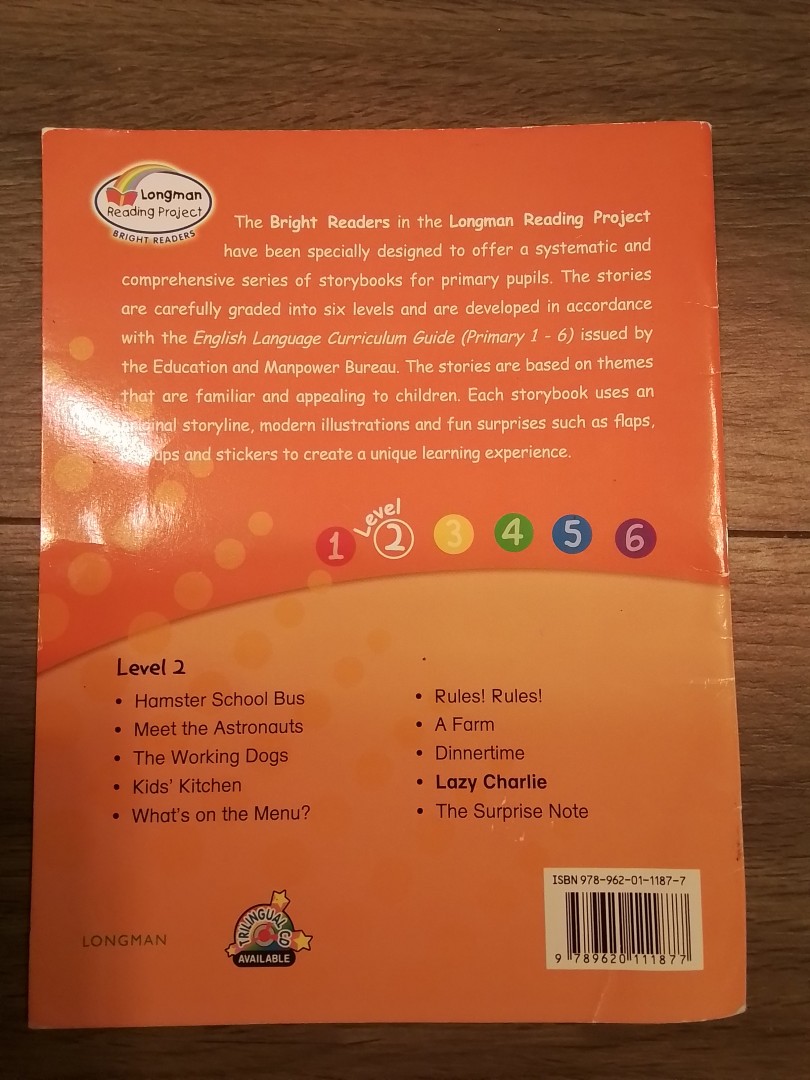 Longman
Reading Project
BRIGHT READERS
The Bright Readers in the Longman Reading Project
have been specially designed to offer a systematic and
comprehensive series of storybooks for primary pupils. The stories
are carefully graded into six levels and are developed in accordance
with the English Language Curriculum Guide (Primary 1 - 6) issued by
the Education and Manpower Bureau. The stories are based on themes
that are familiar and appealing to children. Each storybook uses an
original storyline, modern illustrations and fun surprises such as flaps,
and stickers to create a unique learning experience.
Level
1 2 3 4 5 6
Level 2
• Hamster School Bus
• Meet the Astronauts
• The Working Dogs
• Kids' Kitchen
• What's on the Menu?
• Rules! Rules!
• A Farm
• Dinnertime
• Lazy Charlie
• The Surprise Note
LONGMAN
TRILINGUAL CD
AVAILABLE
ISBN 978-962-01-1187-7
9 789620 111877